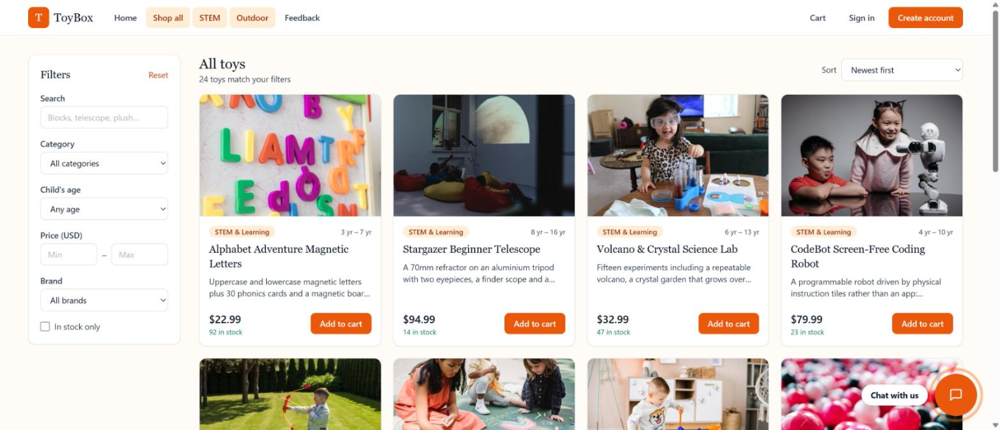 T ToyBox Home Shop all STEM Outdoor Feedback Cart Sign in Create account
Filters Reset
Search
Blocks, telescope, plush...
Category
All categories
Child's age
Any age
Price (USD)
Min – Max
Brand
All brands
In stock only
All toys
24 toys match your filters
Sort Newest first
LIAM
STEM & Learning 3 yr – 7 yr
Alphabet Adventure Magnetic
Letters
Uppercase and lowercase magnetic letters
plus 30 phonics cards and a magnetic boar...
$22.99
92 in stock
Add to cart
STEM & Learning 8 yr – 16 yr
Stargazer Beginner Telescope
A 70mm refractor on an aluminium tripod
with two eyepieces, a finder scope and a...
$94.99
14 in stock
Add to cart
STEM & Learning 6 yr – 13 yr
Volcano & Crystal Science Lab
Fifteen experiments including a repeatable
volcano, a crystal garden that grows over...
$32.99
47 in stock
Add to cart
STEM & Learning 4 yr – 10 yr
CodeBot Screen-Free Coding
Robot
A programmable robot driven by physical
instruction tiles rather than an app:...
$79.99
23 in stock
Add to cart
Chat with us